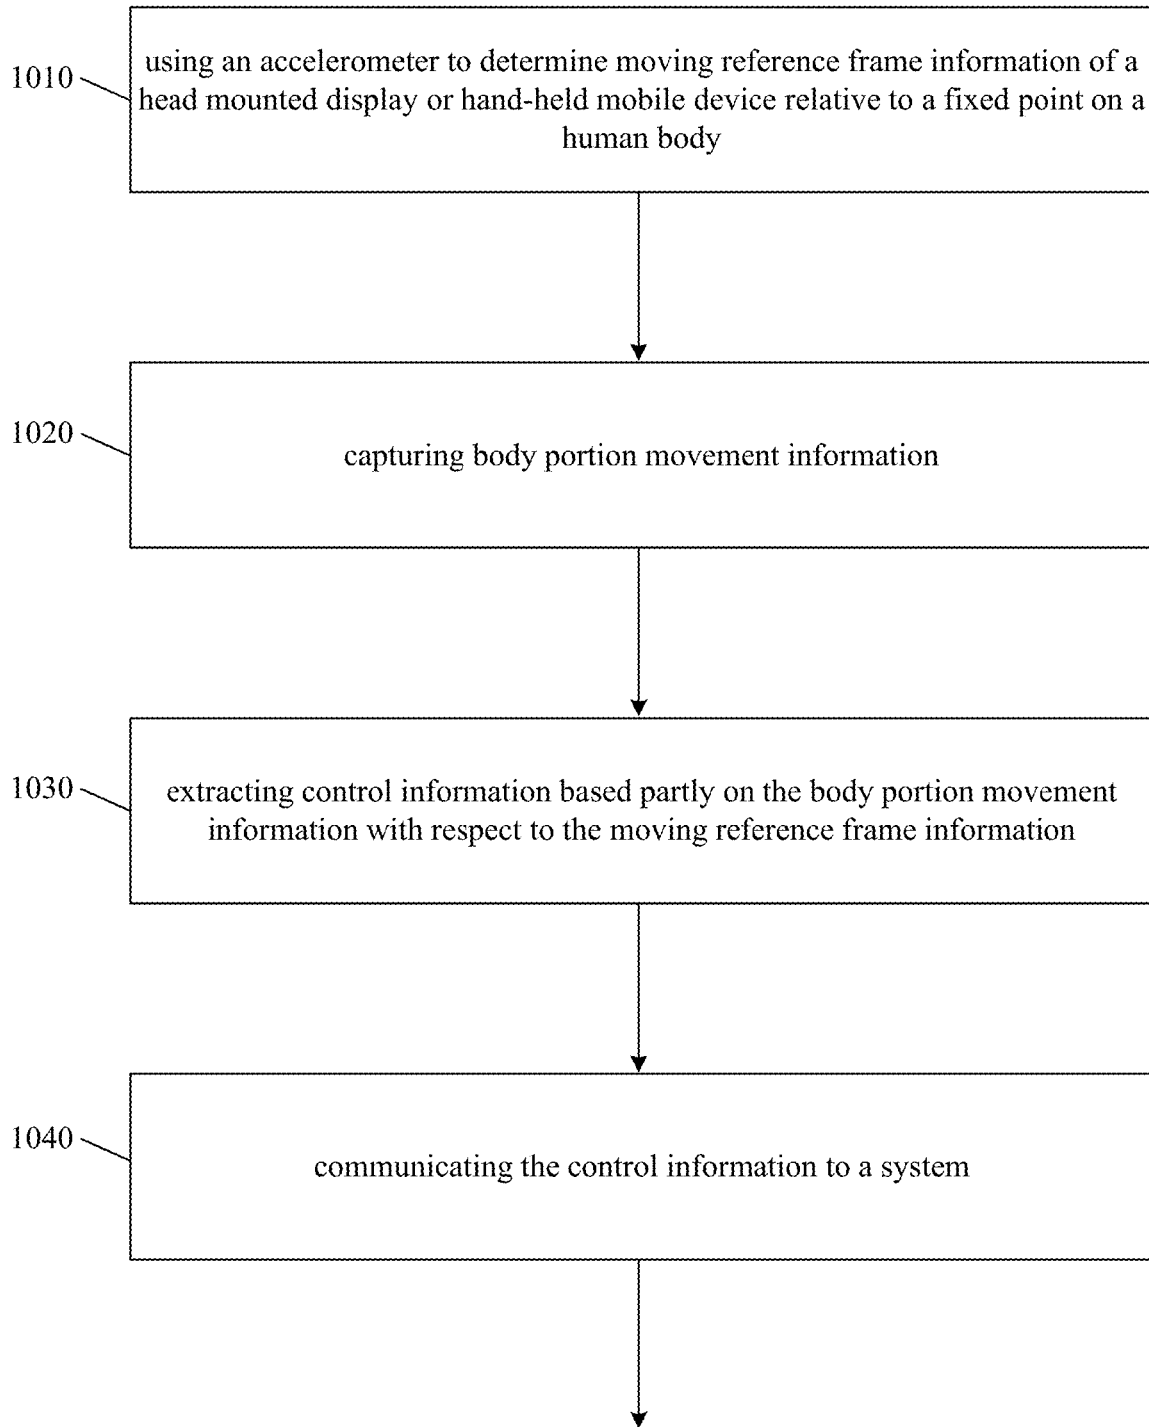 1010
using an accelerometer to determine moving reference frame information of a
head mounted display or hand-held mobile device relative to a fixed point on a
human body
1020
capturing body portion movement information
1030
extracting control information based partly on the body portion movement
information with respect to the moving reference frame information
1040
communicating the control information to a system